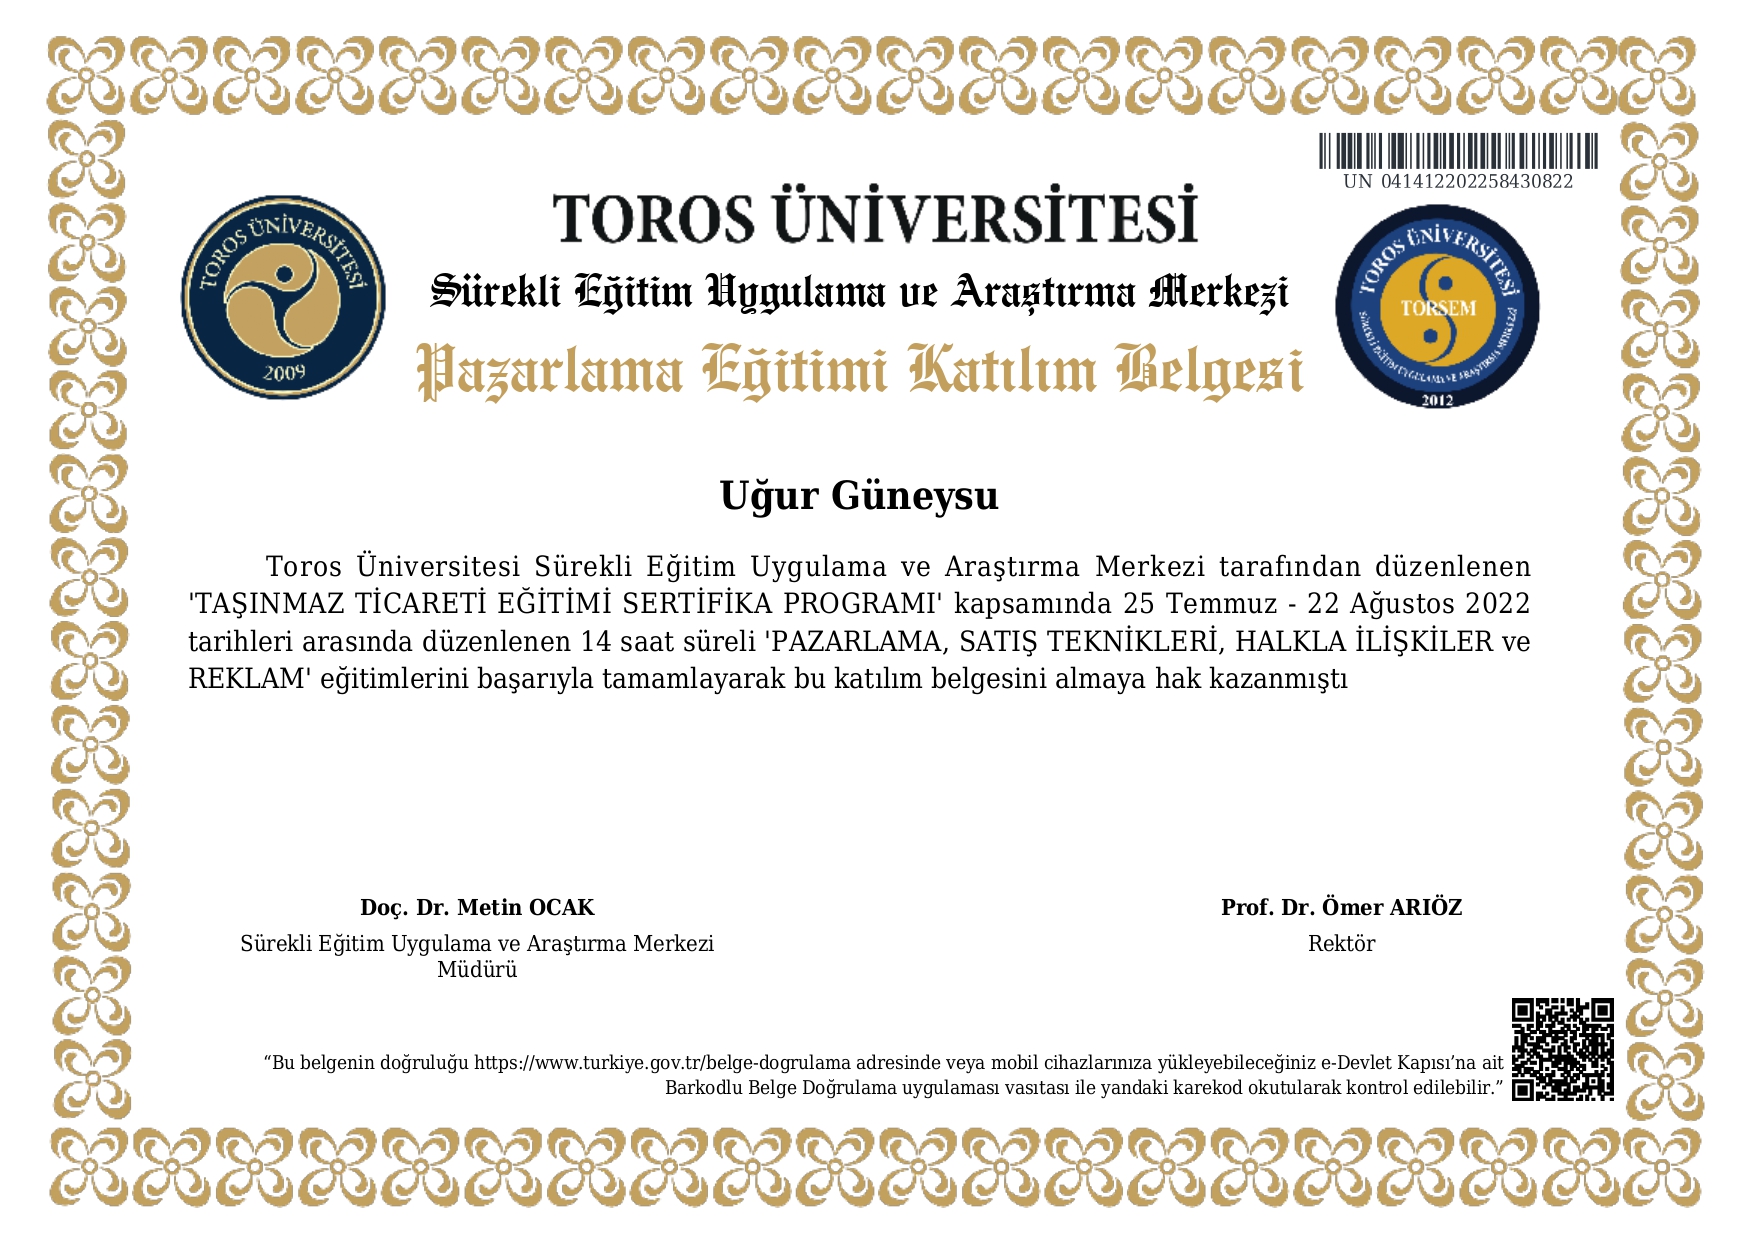 UN 041412202258430822
TOROS ÜNİVERSİTESİ
Sürekli Eğitim Uygulama ve Araştırma Merkezi
Pazarlama Eğitimi Katılım Belgesi
TOROS ÜNİVERSİTESİ
2009
TOROS ÜNİVERSİTESİ
TORSEM
SÜREKLİ EĞİTİM UYGULAMA VE ARAŞTIRMA MERKEZİ
2012
Uğur Güneysu
Toros Üniversitesi Sürekli Eğitim Uygulama ve Araştırma Merkezi tarafından düzenlenen
'TAŞINMAZ TİCARETİ EĞİTİMİ SERTİFİKA PROGRAMI' kapsamında 25 Temmuz - 22 Ağustos 2022
tarihleri arasında düzenlenen 14 saat süreli 'PAZARLAMA, SATIŞ TEKNİKLERİ, HALKLA İLİŞKİLER ve
REKLAM' eğitimlerini başarıyla tamamlayarak bu katılım belgesini almaya hak kazanmıştı
Doç. Dr. Metin OCAK
Sürekli Eğitim Uygulama ve Araştırma Merkezi
Müdürü
Prof. Dr. Ömer ARIÖZ
Rektör
“Bu belgenin doğruluğu https://www.turkiye.gov.tr/belge-dogrulama adresinde veya mobil cihazlarınıza yükleyebileceğiniz e-Devlet Kapısı’na ait
Barkodlu Belge Doğrulama uygulaması vasıtası ile yandaki karekod okutularak kontrol edilebilir.”